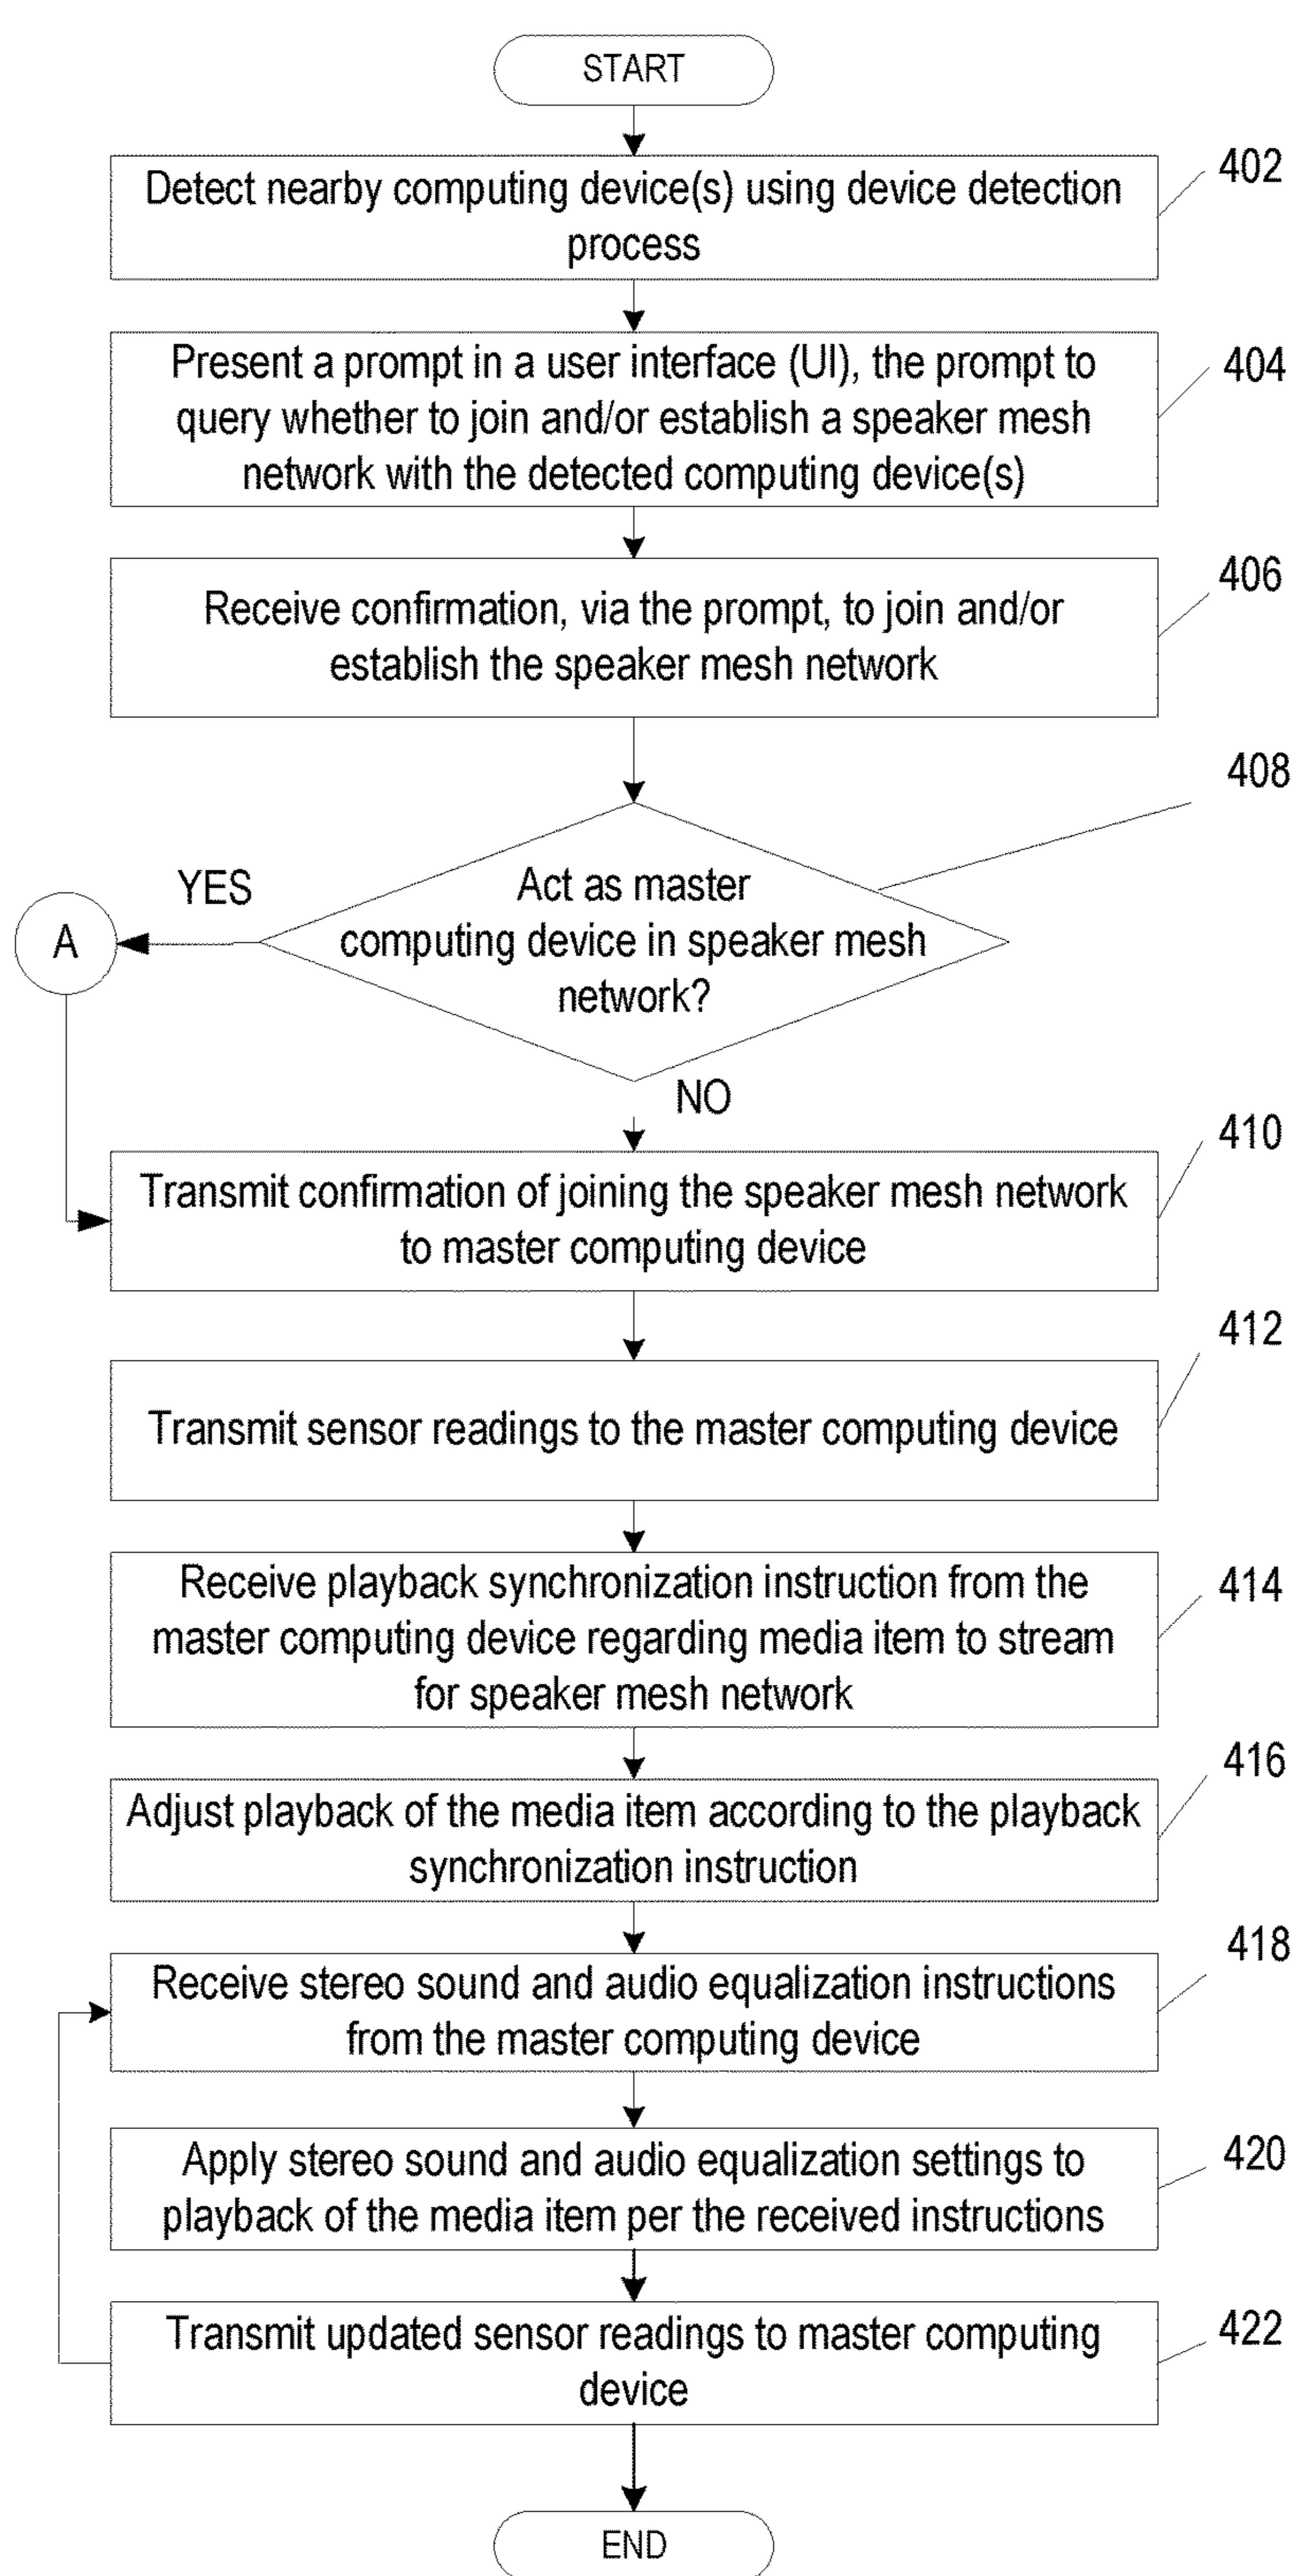 START
Detect nearby computing device(s) using device detection
process
402
Present a prompt in a user interface (UI), the prompt to
query whether to join and/or establish a speaker mesh
network with the detected computing device(s)
404
Receive confirmation, via the prompt, to join and/or
establish the speaker mesh network
406
408
Act as master
computing device in speaker mesh
network?
YES
A
NO
Transmit confirmation of joining the speaker mesh network
to master computing device
410
Transmit sensor readings to the master computing device
412
Receive playback synchronization instruction from the
master computing device regarding media item to stream
for speaker mesh network
414
Adjust playback of the media item according to the playback
synchronization instruction
416
Receive stereo sound and audio equalization instructions
from the master computing device
418
Apply stereo sound and audio equalization settings to
playback of the media item per the received instructions
420
Transmit updated sensor readings to master computing
device
422
END